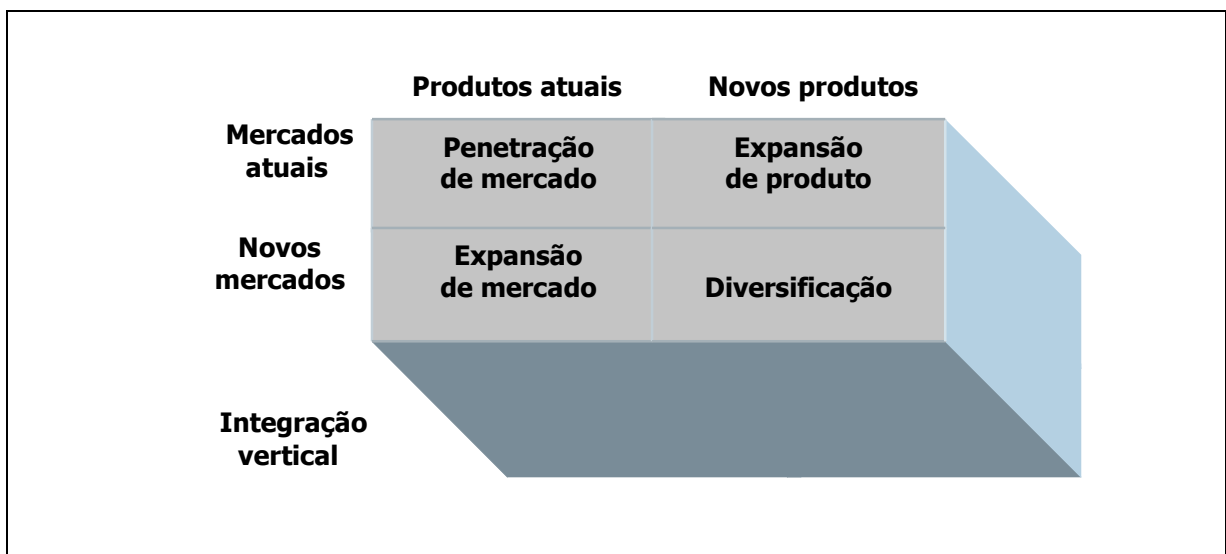 Produtos atuais
Novos produtos
Mercados
atuais
Penetração
de mercado
Expansão
de produto
Novos
mercados
Expansão
de mercado
Diversificação
Integração
vertical